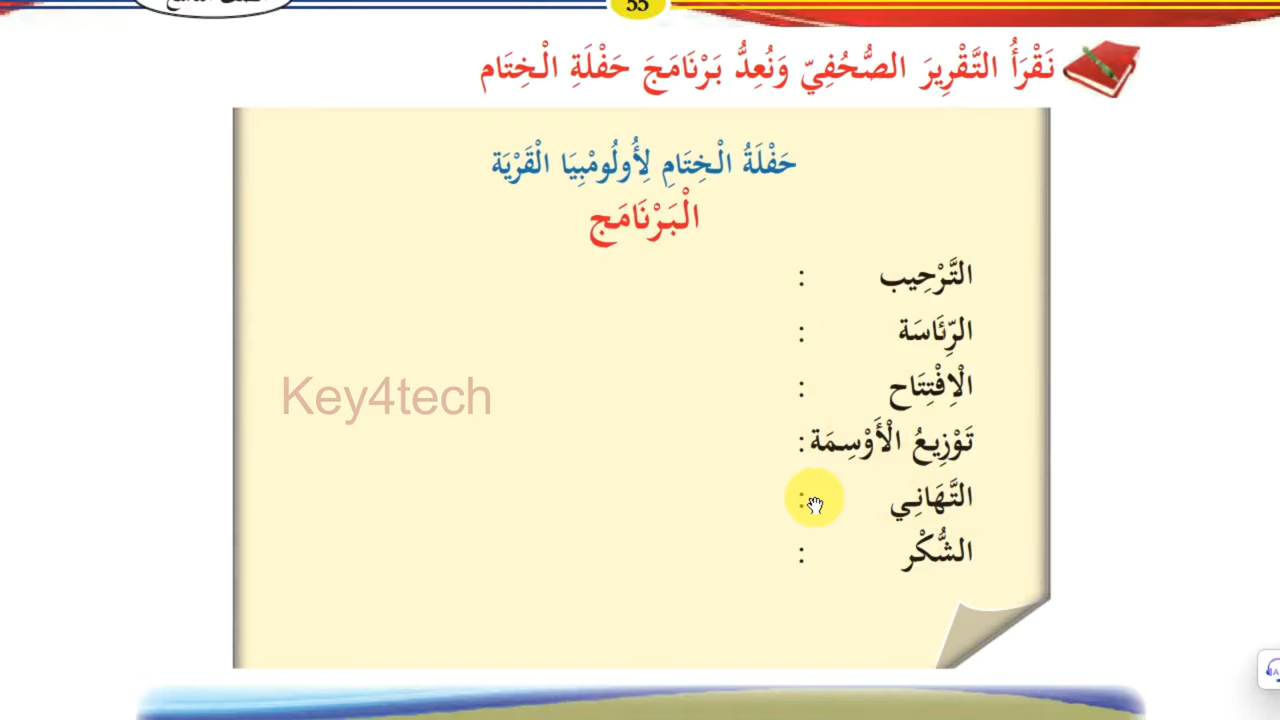 55
نَقْرَأُ التَّقْرِيرَ الصُّحُفِيّ وَنُعِدُّ بَرْنَامَجَ حَفْلَةِ الْخِتَام
حَفْلَةُ الْخِتَامِ لِأُولُومْبِيَا الْقَرْيَة
الْبَرْنَامَج
التَّرْحِيب :
الرِّئَاسَة :
الْاِفْتِتَاح :
Key4tech
تَوْزِيعُ الْأَوْسِمَة :
التَّهَانِي :
الشُّكْر :